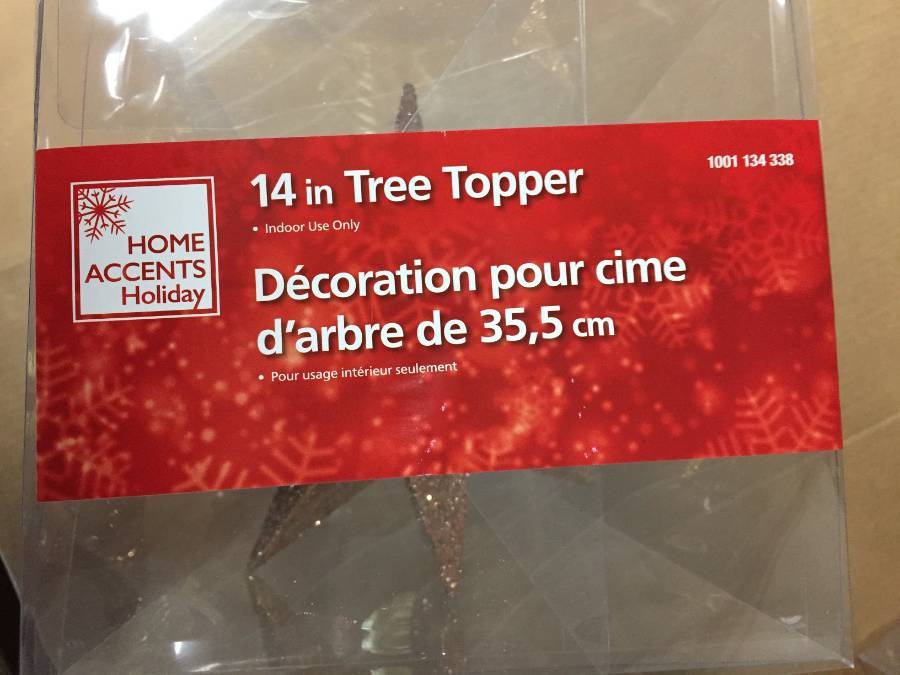 HOME
ACCENTS
Holiday
14 in Tree Topper
• Indoor Use Only
1001 134 338
Décoration pour cime
d'arbre de 35,5 cm
• Pour usage intérieur seulement